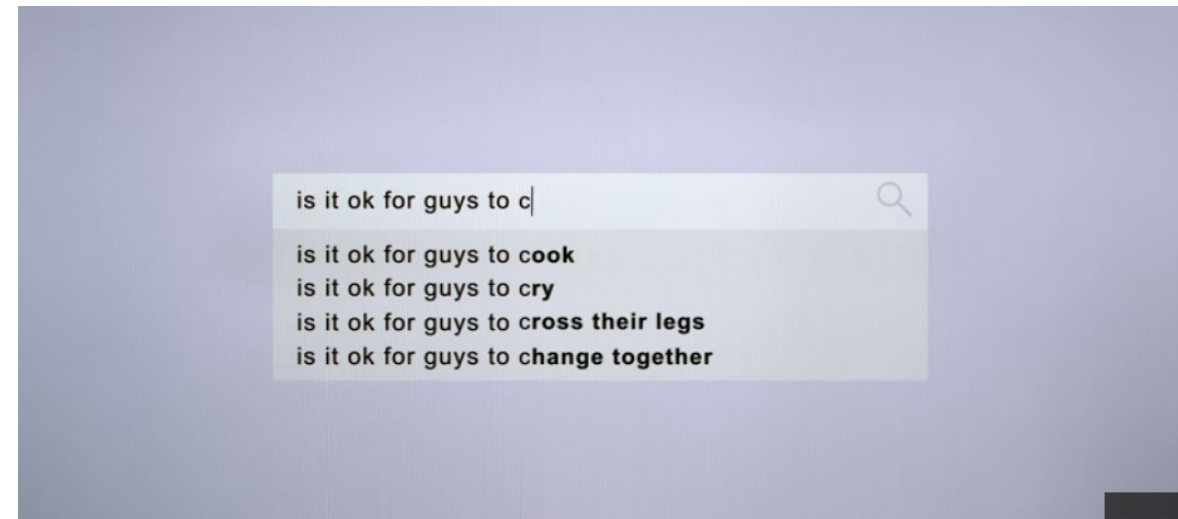 is it ok for guys to c
is it ok for guys to cook
is it ok for guys to cry
is it ok for guys to cross their legs
is it ok for guys to change together